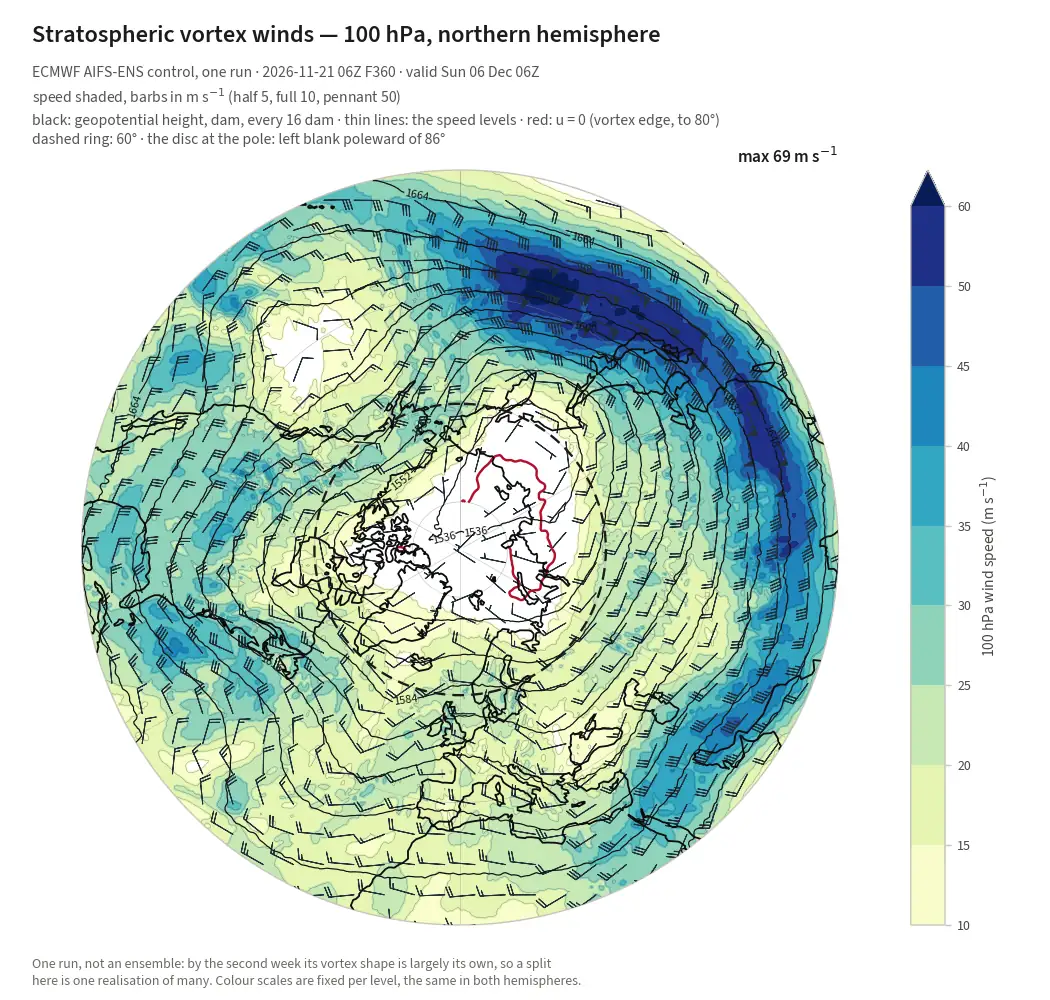 Stratospheric vortex winds — 100 hPa, northern hemisphere
ECMWF AIFS-ENS control, one run · 2026-11-21 06Z F360 · valid Sun 06 Dec 06Z
speed shaded, barbs in m s⁻¹ (half 5, full 10, pennant 50)
black: geopotential height, dam, every 16 dam · thin lines: the speed levels · red: u = 0 (vortex edge, to 80°)
dashed ring: 60° · the disc at the pole: left blank poleward of 86°
max 69 m s⁻¹
60
50
45
40
35
30
25
20
15
10
100 hPa wind speed (m s⁻¹)
1664
1664
1664
1552
1536
1536
1584
One run, not an ensemble: by the second week its vortex shape is largely its own, so a split
here is one realisation of many. Colour scales are fixed per level, the same in both hemispheres.